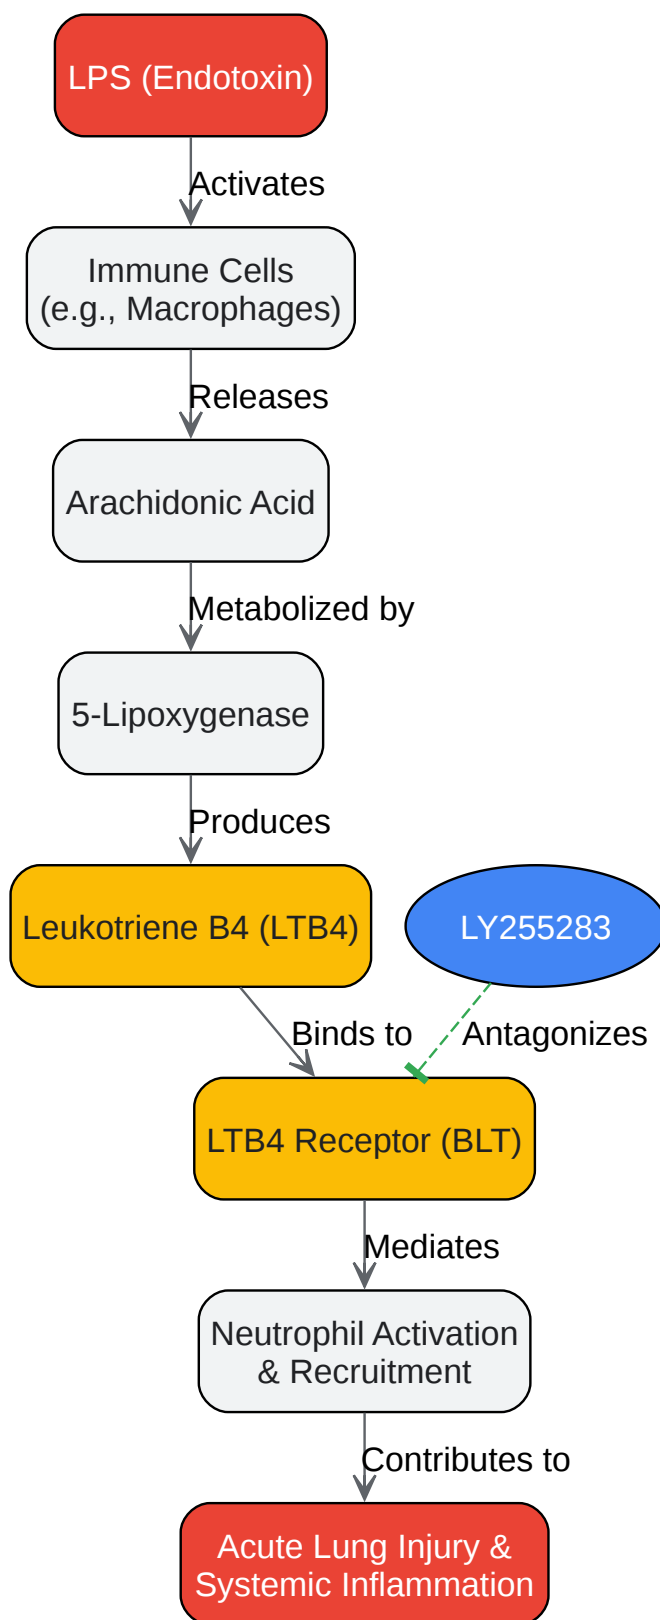 LPS (Endotoxin)
Activates
Immune Cells
(e.g., Macrophages)
Releases
Arachidonic Acid
Metabolized by
5-Lipoxygenase
Produces
Leukotriene B4 (LTB4)
LY255283
Binds to
Antagonizes
LTB4 Receptor (BLT)
Mediates
Neutrophil Activation
& Recruitment
Contributes to
Acute Lung Injury &
Systemic Inflammation